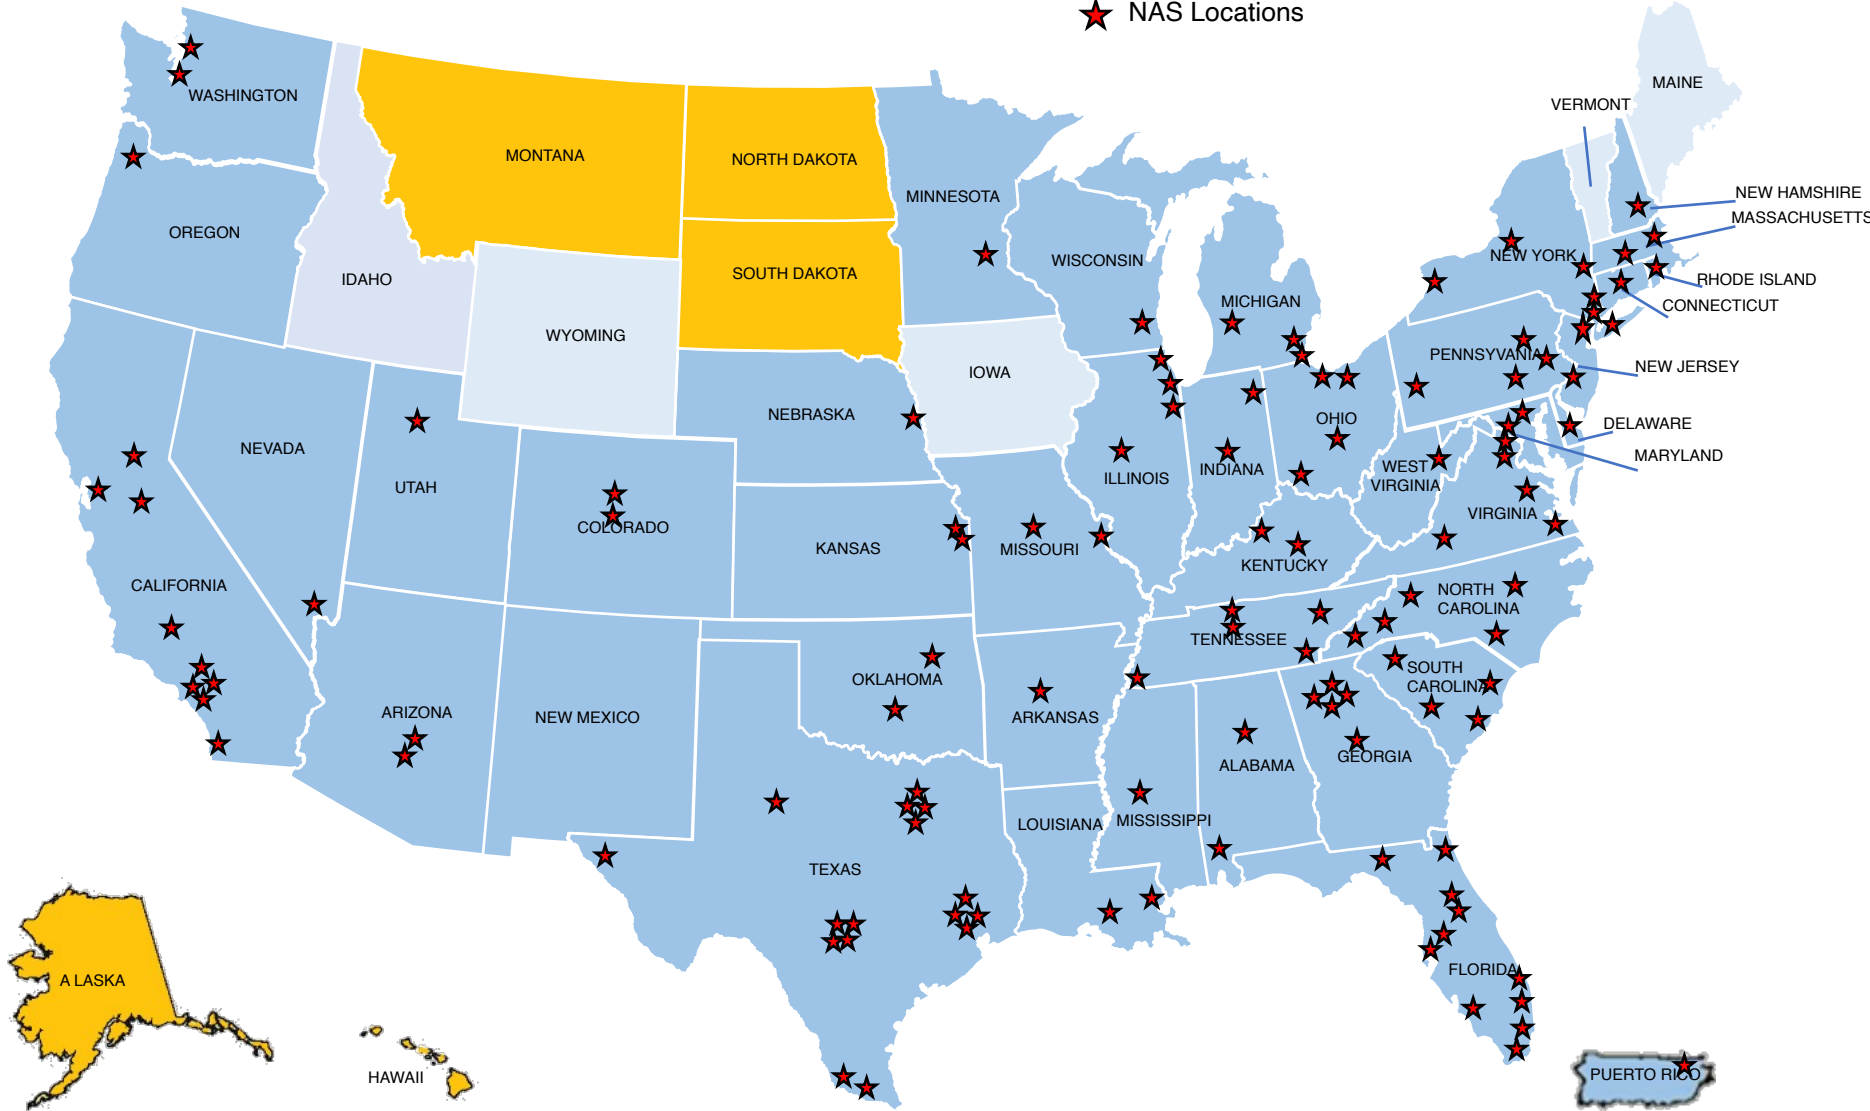 NAS Locations
MAINE
WASHINGTON
VERMONT
MONTANA
NORTH DAKOTA
MINNESOTA
NEW HAMSHIRE
MASSACHUSETTS
OREGON
NEW YORK
WISCONSIN
SOUTH DAKOTA
IDAHO
RHODE ISLAND
MICHIGAN
CONNECTICUT
WYOMING
PENNSYVANIA
NEW JERSEY
IOWA
NEBRASKA
OHIO
DELAWARE
NEVADA
MARYLAND
INDIANA
WEST
VIRGINIA
ILLINOIS
UTAH
VIRGINIA
COLORADO
KANSAS
MISSOURI
KENTUCKY
CALIFORNIA
NORTH
CAROLINA
TENNESSEE
SOUTH
CAROLINA
OKLAHOMA
ARIZONA
NEW MEXICO
ARKANSAS
GEORGIA
ALABAMA
LOUISIANA
MISSISSIPPI
TEXAS
FLORIDA
A LASKA
HAWAII
PUERTO RICO